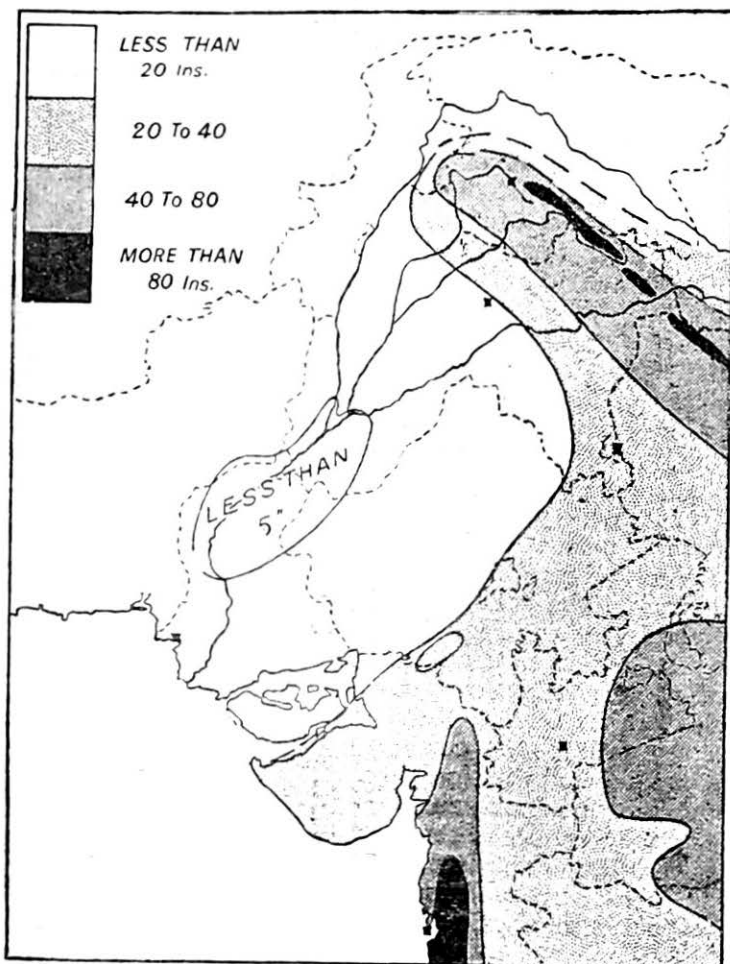 LESS THAN
20 Ins.
20 To 40
40 To 80
MORE THAN
80 Ins.
LESS THAN
5"